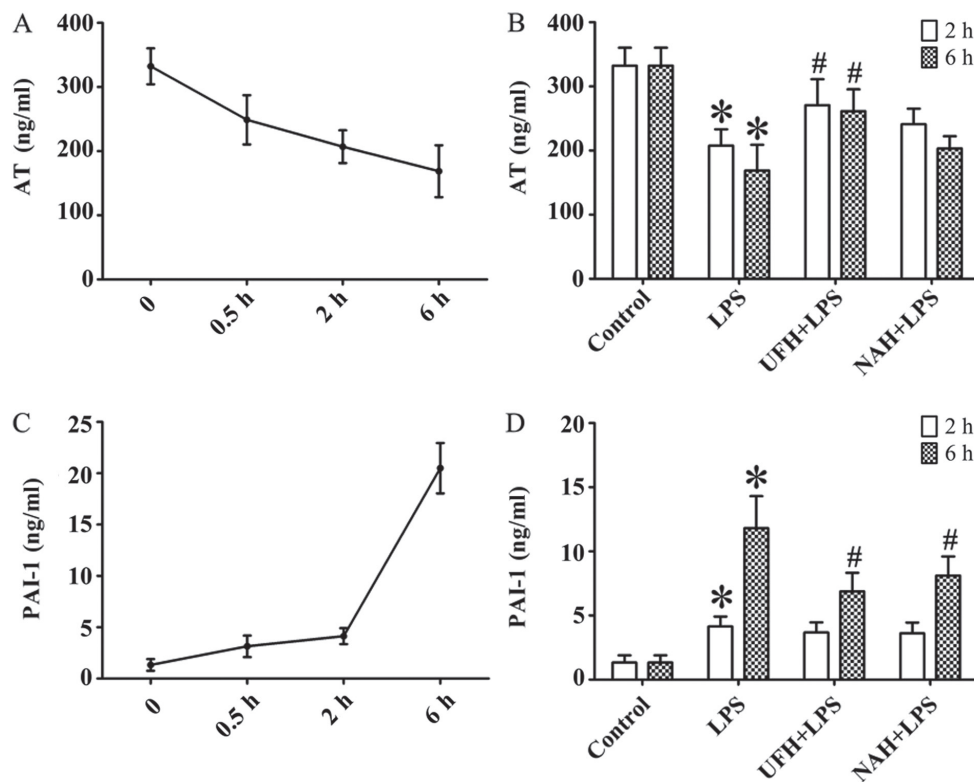 A
AT (ng/ml)
400
300
200
100
0
0
0.5 h
2 h
6 h
B
AT (ng/ml)
400
300
200
100
0
2 h
6 h
*
*
#
#
Control
LPS
UFH+LPS
NAH+LPS
C
PAI-1 (ng/ml)
25
20
15
10
5
0
0
0.5 h
2 h
6 h
D
PAI-1 (ng/ml)
20
15
10
5
0
2 h
6 h
*
*
#
#
Control
LPS
UFH+LPS
NAH+LPS